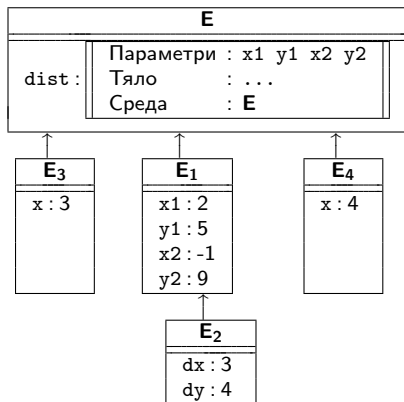 E
dist : Параметри : x1 y1 x2 y2
Тяло : ...
Среда : E
E3
x : 3
E1
x1 : 2
y1 : 5
x2 : -1
y2 : 9
E4
x : 4
E2
dx : 3
dy : 4